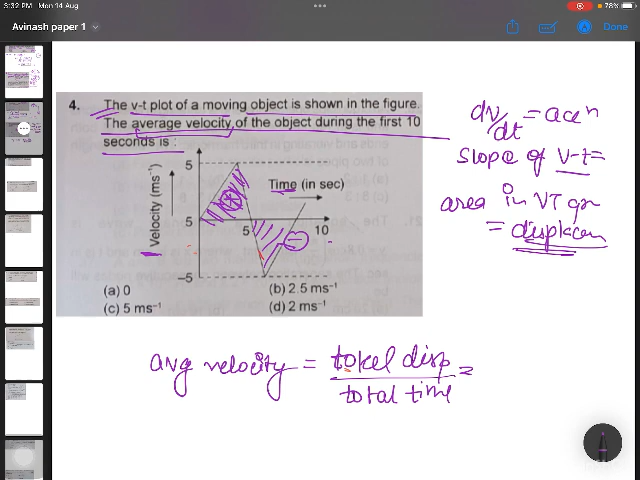 3:32 PM Mon 14 Aug
78%
Avinash paper 1
Done
4. The v-t plot of a moving object is shown in the figure.
The average velocity of the object during the first 10
seconds is :
Velocity (ms⁻¹)
5
Time (in sec)
5
5
10
–5
(a) 0
(b) 2.5 ms⁻¹
(c) 5 ms⁻¹
(d) 2 ms⁻¹
dv/dt = acen
slope of v-t =
area in VT gr
= displacem
avg velocity = total disp / total time =